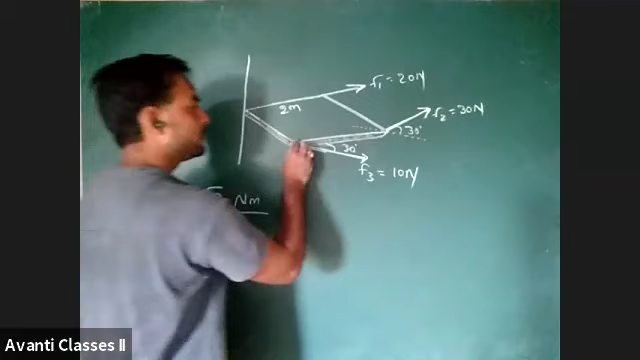 f₁ = 20N
2m
f₂ = 30N
30°
30°
f₃ = 10N
Nm
Avanti Classes II